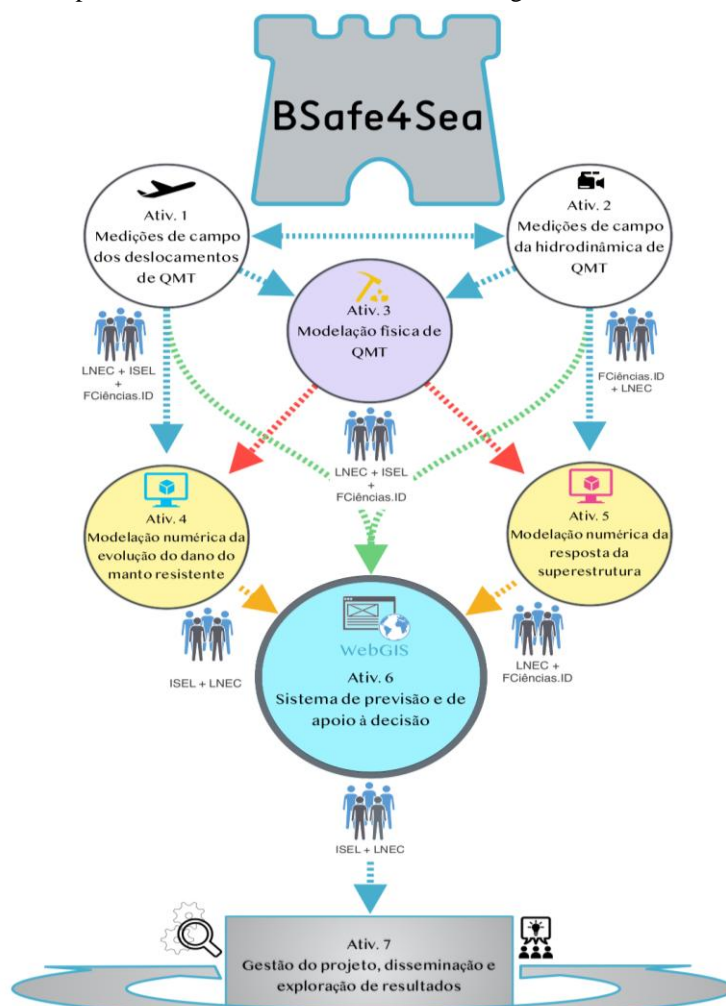 BSafe4Sea
Ativ. 1
Medições de campo
dos deslocamentos
de QMT
Ativ. 2
Medições de campo
da hidrodinâmica de
QMT
Ativ. 3
Modelação física de
QMT
LNEC + ISEL
+
FCiências.ID
FCiências.ID
+ LNEC
LNEC + ISEL
+
FCiências.ID
Ativ. 4
Modelação numérica da
evolução do dano do
manto resistente
Ativ. 5
Modelação numérica da
resposta da
superestrutura
ISEL + LNEC
LNEC +
FCiências.ID
WebGIS
Ativ. 6
Sistema de previsão e de
apoio à decisão
ISEL + LNEC
Ativ. 7
Gestão do projeto, disseminação e
exploração de resultados